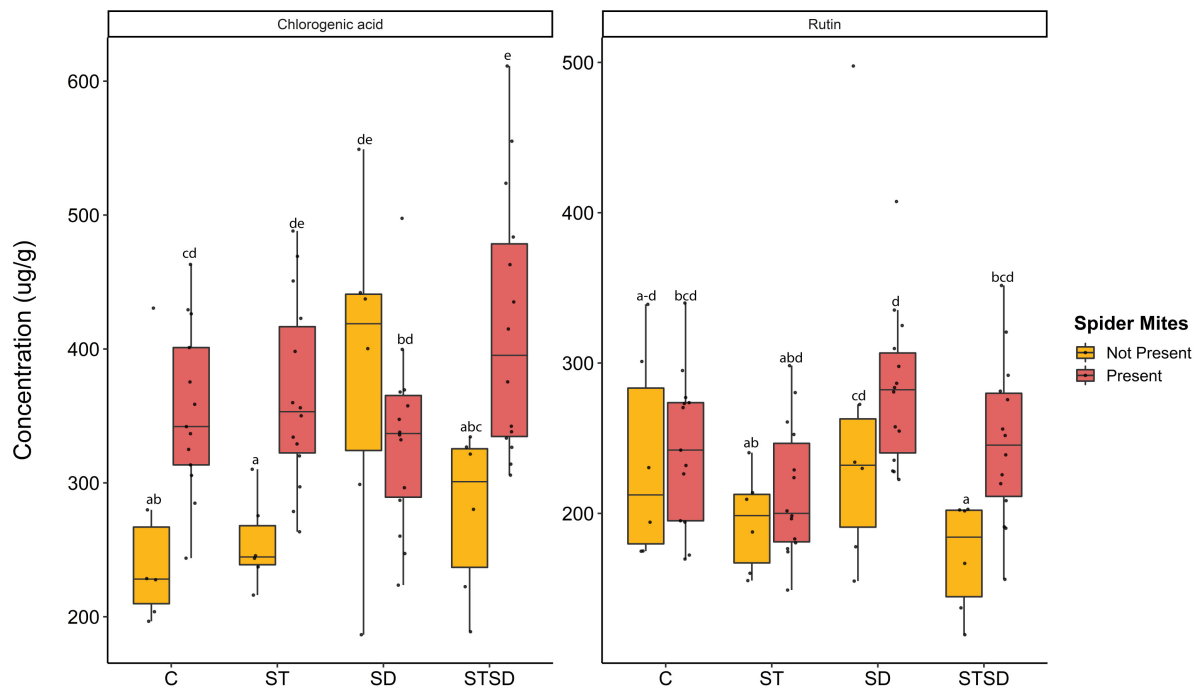 Chlorogenic acid
Rutin
Concentration (ug/g)
600
500
400
300
200
ab
cd
a
de
de
bd
abc
e
C
ST
SD
STSD
500
400
300
200
a-d
bcd
ab
abd
cd
d
a
bcd
C
ST
SD
STSD
Spider Mites
Not Present
Present